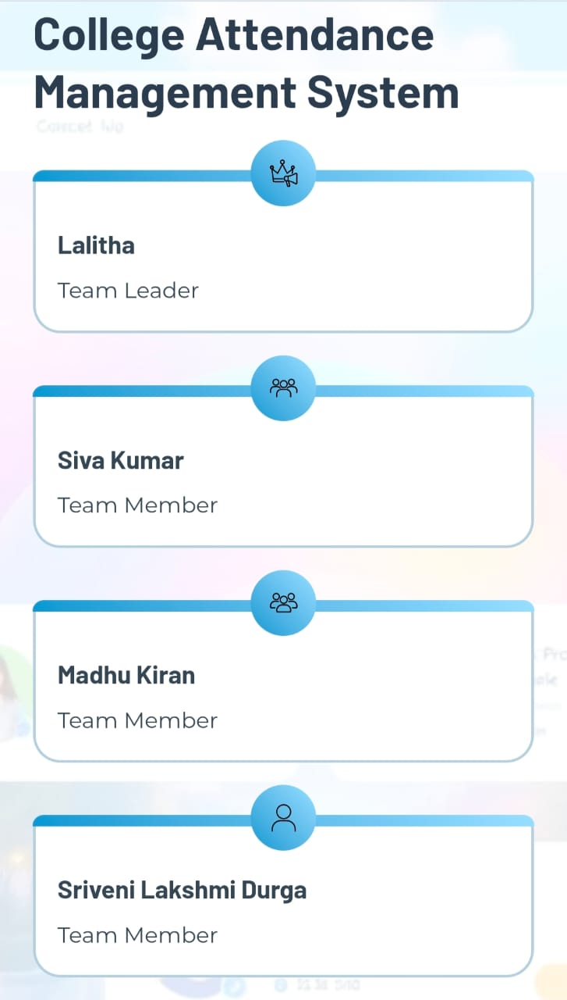 College Attendance
Management System
Lalitha
Team Leader
Siva Kumar
Team Member
Madhu Kiran
Team Member
Sriveni Lakshmi Durga
Team Member